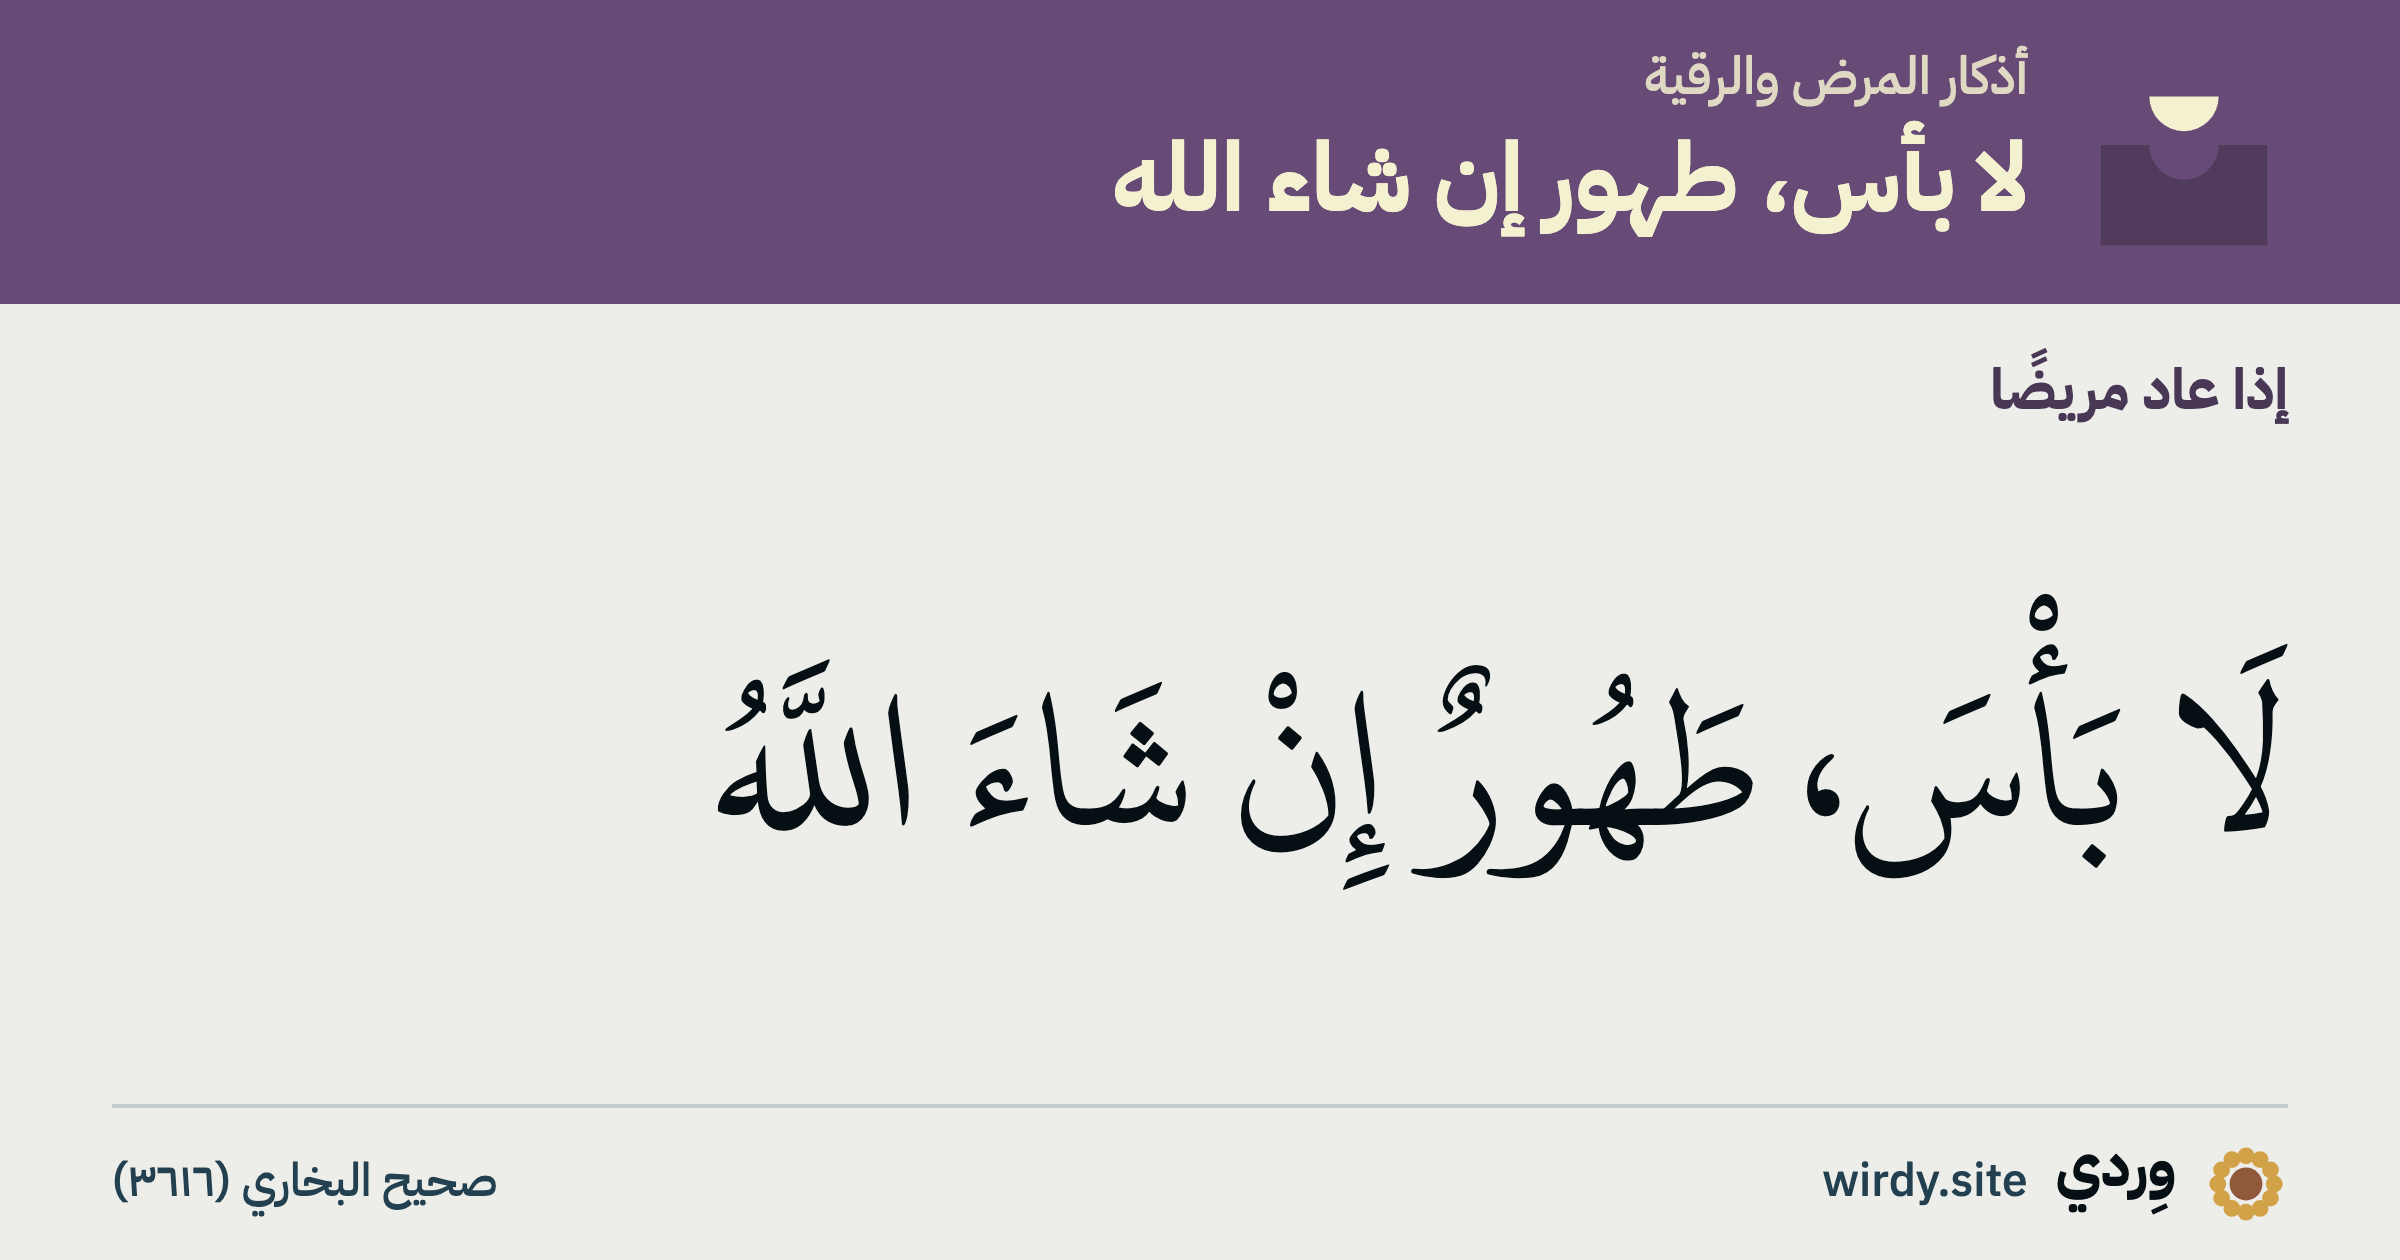 أذكار المرض والرقية
لا بأس، طهور إن شاء الله
إذا عاد مريضًا
لَا بَأْسَ، طَهُورٌ إِنْ شَاءَ اللَّهُ
وِردي wirdy.site
صحيح البخاري (٣٦١٦)